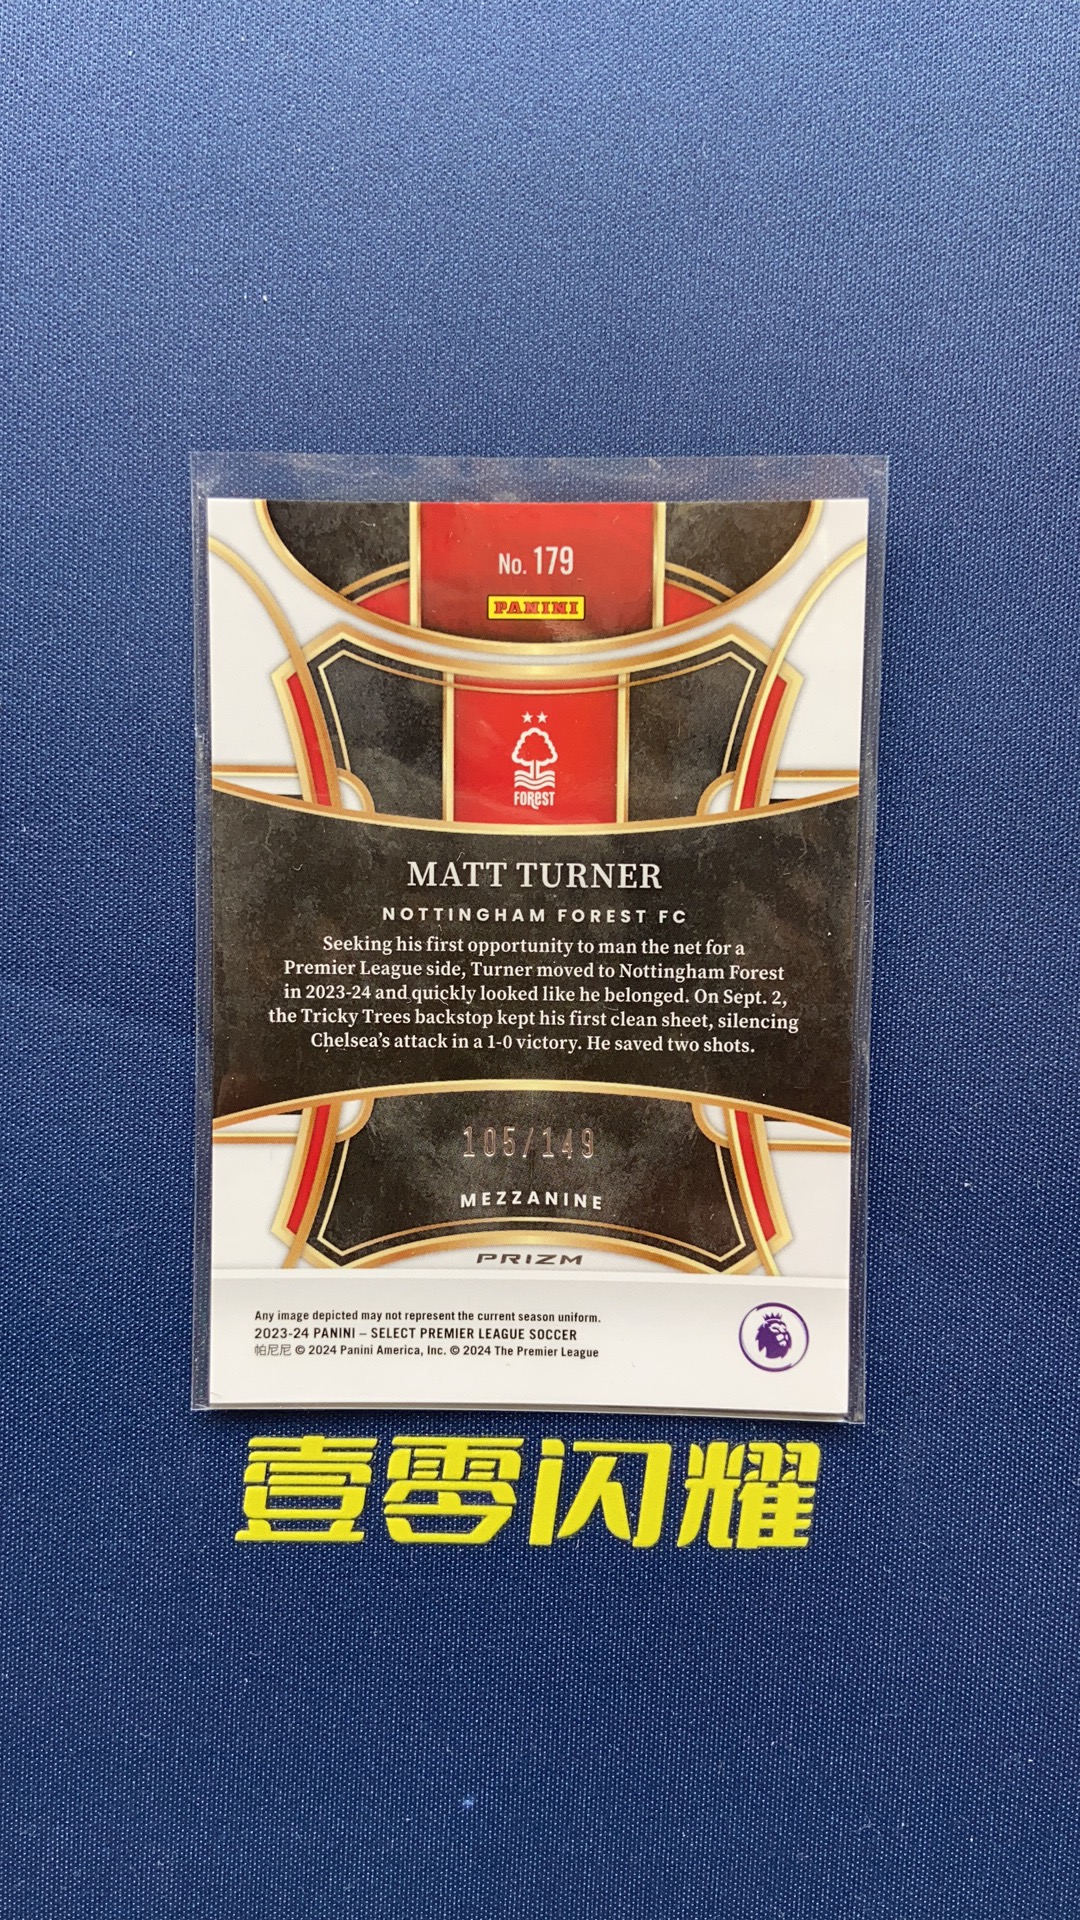 No. 179
PANINI
FOREST
MATT TURNER
NOTTINGHAM FOREST FC
Seeking his first opportunity to man the net for a
Premier League side, Turner moved to Nottingham Forest
in 2023-24 and quickly looked like he belonged. On Sept. 2,
the Tricky Trees backstop kept his first clean sheet, silencing
Chelsea's attack in a 1-0 victory. He saved two shots.
105/149
MEZZANINE
PRIZM
Any image depicted may not represent the current season uniform.
2023-24 PANINI – SELECT PREMIER LEAGUE SOCCER
帕尼尼 © 2024 Panini America, Inc. © 2024 The Premier League
壹零闪耀